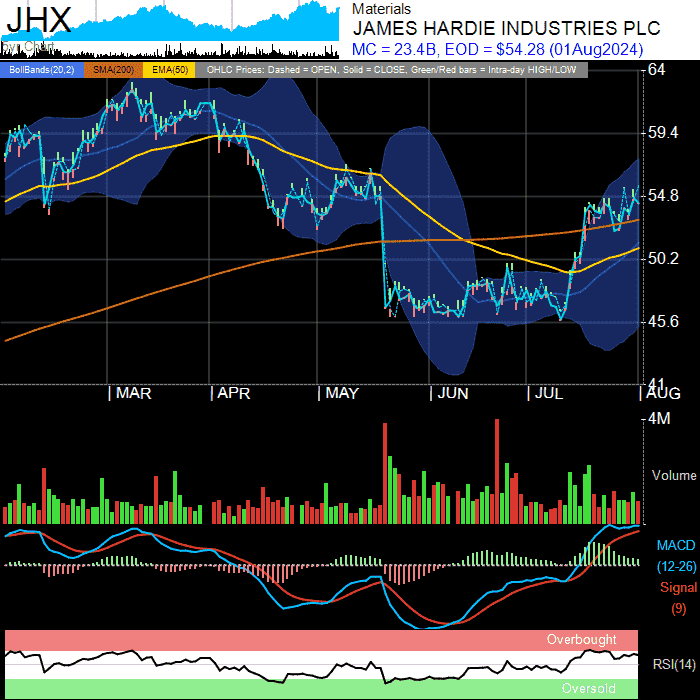 JHX
Materials
JAMES HARDIE INDUSTRIES PLC
MC = 23.4B, EOD = $54.28 (01Aug2024)
BollBands(20,2) SMA(200) EMA(50) OHLC Prices: Dashed = OPEN, Solid = CLOSE, Green/Red bars = Intra-day HIGH/LOW
64
59.4
54.8
50.2
45.6
41
MAR APR MAY JUN JUL AUG
4M
Volume
MACD
(12-26)
Signal
(9)
Overbought
RSI(14)
Oversold